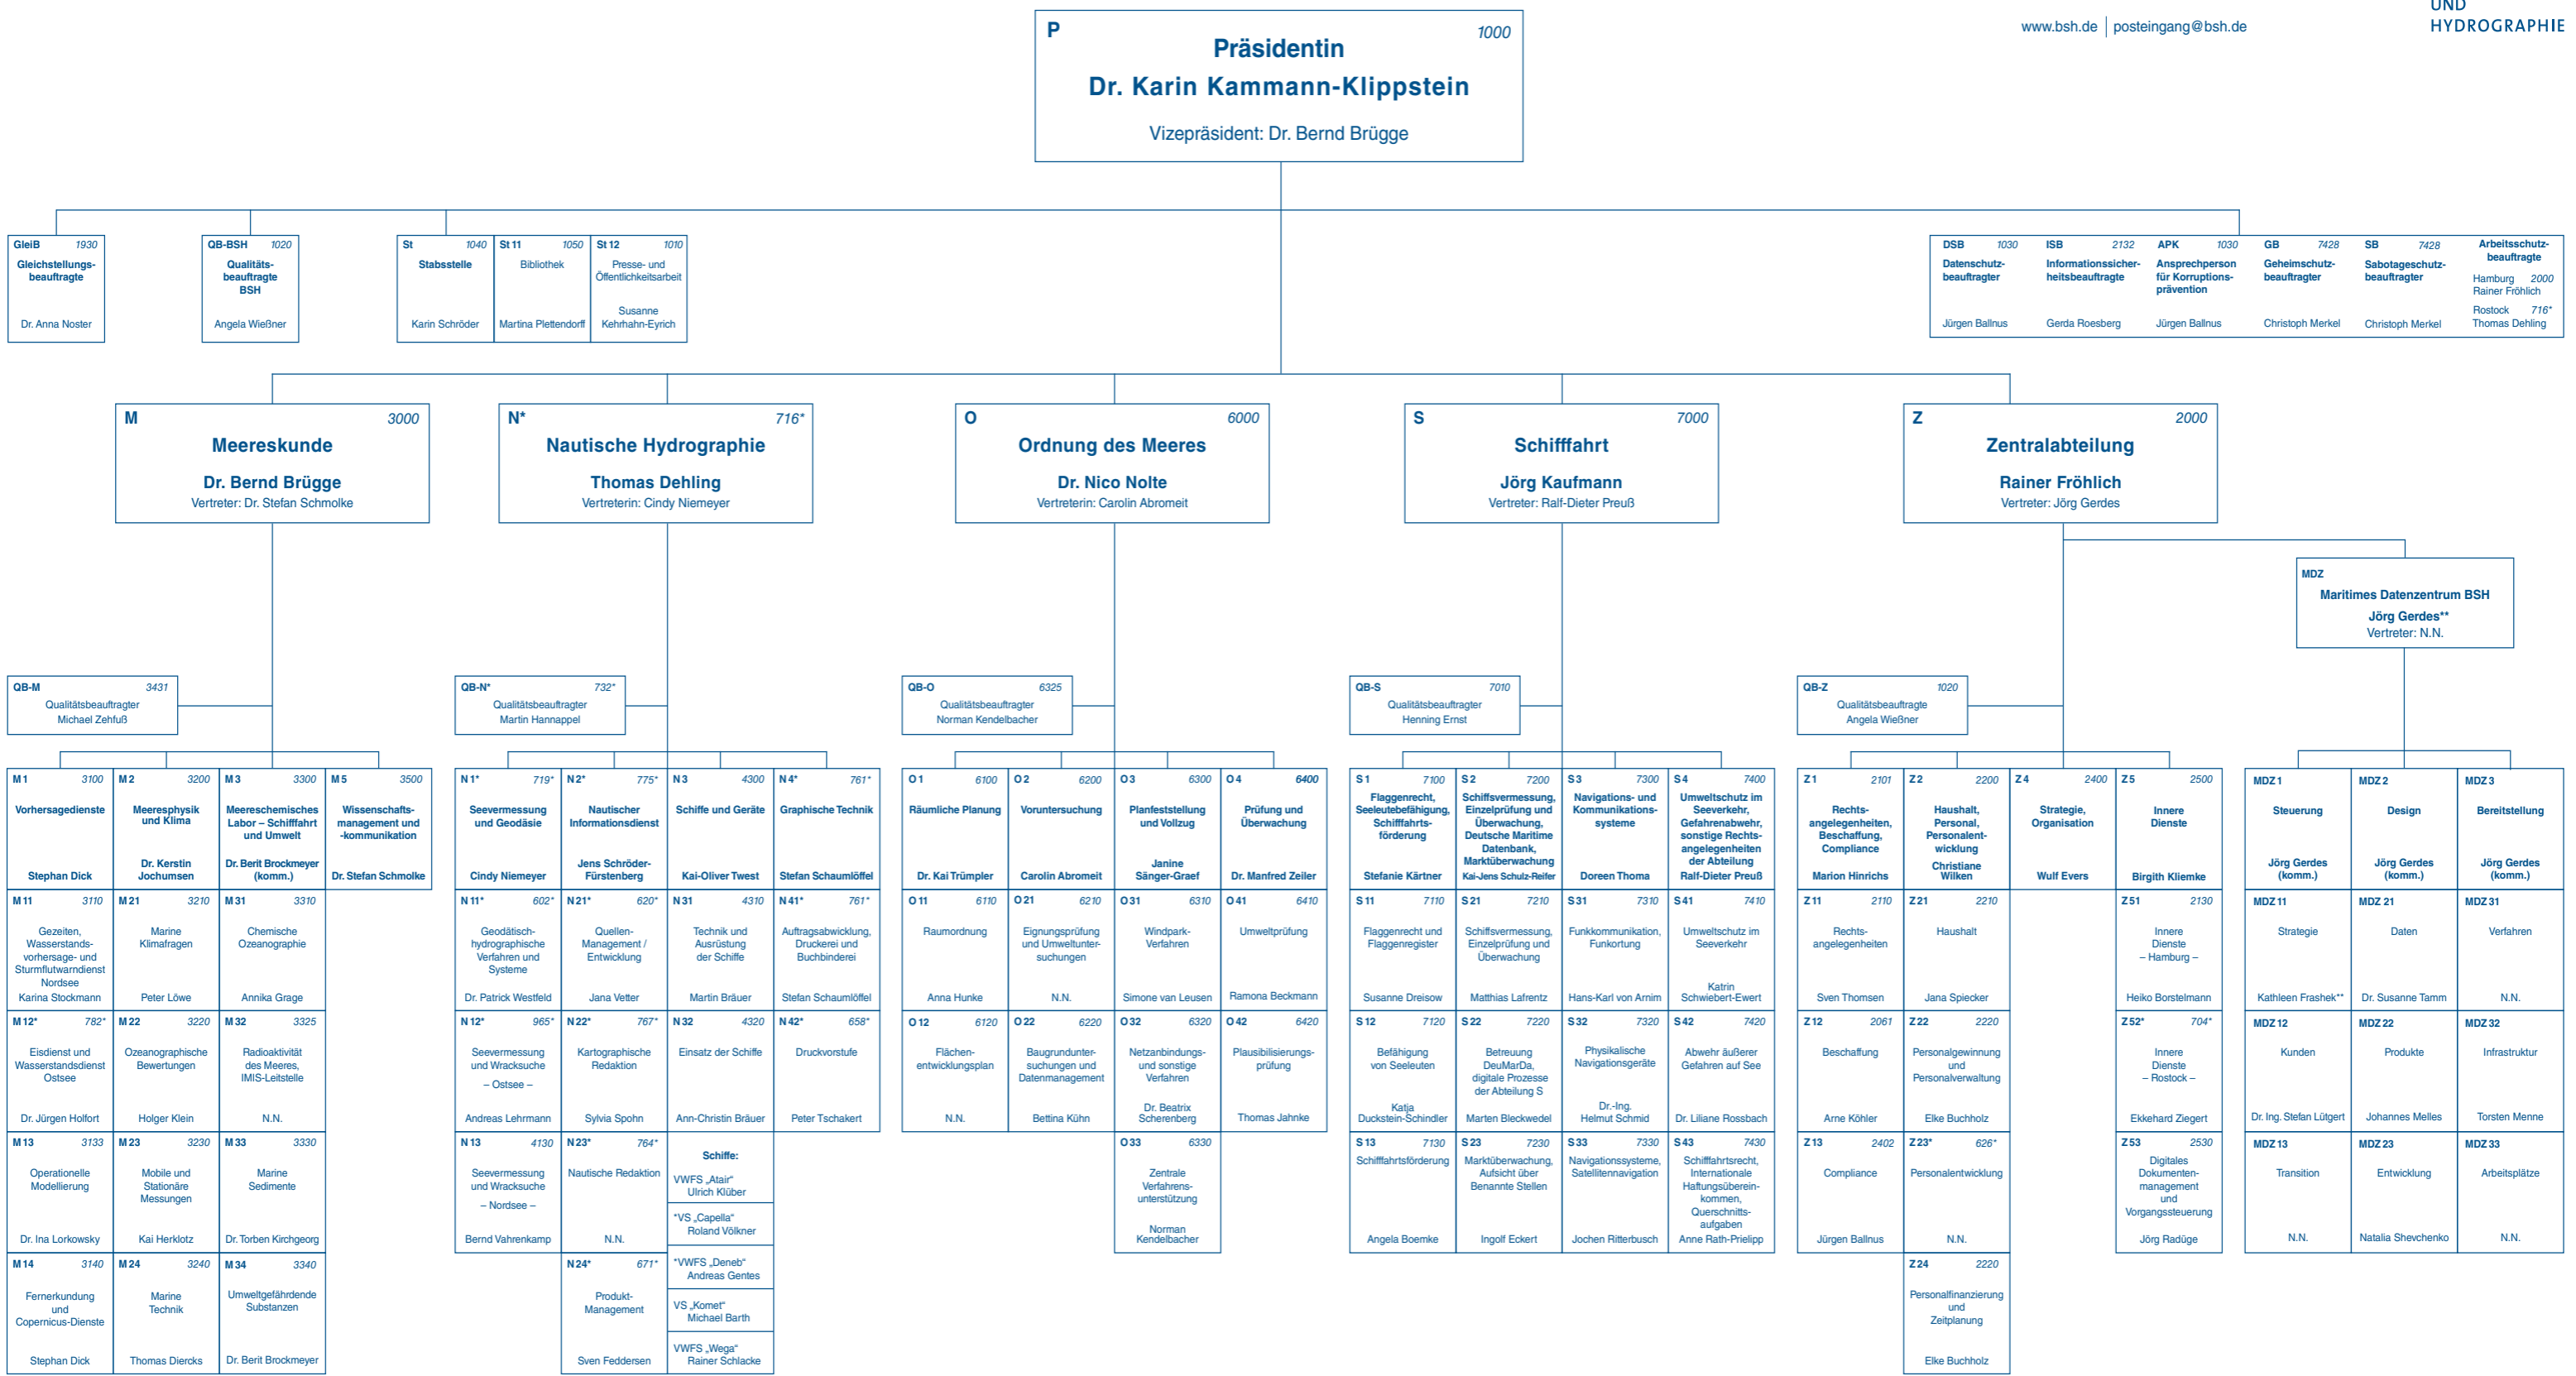 UND
HYDROGRAPHIE
www.bsh.de | posteingang@bsh.de
P 1000
Präsidentin
Dr. Karin Kammann-Klippstein
Vizepräsident: Dr. Bernd Brügge
GleiB 1930
Gleichstellungs-
beauftragte
Dr. Anna Noster
QB-BSH 1020
Qualitäts-
beauftragte
BSH
Angela Wießner
St 1040
Stabsstelle
Karin Schröder
St 11 1050
Bibliothek
Martina Plettendorff
St 12 1010
Presse- und
Öffentlichkeitsarbeit
Susanne
Kehrhahn-Eyrich
DSB 1030
Datenschutz-
beauftragter
Jürgen Ballnus
ISB 2132
Informationssicher-
heitsbeauftragte
Gerda Roesberg
APK 1030
Ansprechperson
für Korruptions-
prävention
Jürgen Ballnus
GB 7428
Geheimschutz-
beauftragter
Christoph Merkel
SB 7428
Sabotageschutz-
beauftragter
Christoph Merkel
Arbeitsschutz-
beauftragte
Hamburg 2000
Rainer Fröhlich
Rostock 716*
Thomas Dehling
M 3000
Meereskunde
Dr. Bernd Brügge
Vertreter: Dr. Stefan Schmolke
N* 716*
Nautische Hydrographie
Thomas Dehling
Vertreterin: Cindy Niemeyer
O 6000
Ordnung des Meeres
Dr. Nico Nolte
Vertreterin: Carolin Abromeit
S 7000
Schifffahrt
Jörg Kaufmann
Vertreter: Ralf-Dieter Preuß
Z 2000
Zentralabteilung
Rainer Fröhlich
Vertreter: Jörg Gerdes
MDZ
Maritimes Datenzentrum BSH
Jörg Gerdes**
Vertreter: N.N.
QB-M 3431
Qualitätsbeauftragter
Michael Zehfuß
QB-N* 732*
Qualitätsbeauftragter
Martin Hannappel
QB-O 6325
Qualitätsbeauftragter
Norman Kendelbacher
QB-S 7010
Qualitätsbeauftragter
Henning Ernst
QB-Z 1020
Qualitätsbeauftragte
Angela Wießner
M 1 3100
Vorhersagedienste
Stephan Dick
M 2 3200
Meeresphysik
und Klima
Dr. Kerstin
Jochumsen
M 3 3300
Meereschemisches
Labor – Schifffahrt
und Umwelt
Dr. Berit Brockmeyer
(komm.)
M 5 3500
Wissenschafts-
management und
-kommunikation
Dr. Stefan Schmolke
M 11 3110
Gezeiten,
Wasserstands-
vorhersage- und
Sturmflutwarndienst
Nordsee
Karina Stockmann
M 21 3210
Marine
Klimafragen
Peter Löwe
M 31 3310
Chemische
Ozeanographie
Annika Grage
M 12* 782*
Eisdienst und
Wasserstandsdienst
Ostsee
Dr. Jürgen Holfort
M 22 3220
Ozeanographische
Bewertungen
Holger Klein
M 32 3325
Radioaktivität
des Meeres,
IMIS-Leitstelle
N.N.
M 13 3133
Operationelle
Modellierung
Dr. Ina Lorkowsky
M 23 3230
Mobile und
Stationäre
Messungen
Kai Herklotz
M 33 3330
Marine
Sedimente
Dr. Torben Kirchgeorg
M 14 3140
Fernerkundung
und
Copernicus-Dienste
Stephan Dick
M 24 3240
Marine
Technik
Thomas Diercks
M 34 3340
Umweltgefährdende
Substanzen
Dr. Berit Brockmeyer
N 1* 719*
Seevermessung
und Geodäsie
Cindy Niemeyer
N 2* 775*
Nautischer
Informationsdienst
Jens Schröder-
Fürstenberg
N 3 4300
Schiffe und Geräte
Kai-Oliver Twest
N 4* 761*
Graphische Technik
Stefan Schaumlöffel
N 11* 602*
Geodätisch-
hydrographische
Verfahren und
Systeme
Dr. Patrick Westfeld
N 21* 620*
Quellen-
Management /
Entwicklung
Jana Vetter
N 31 4310
Technik und
Ausrüstung
der Schiffe
Martin Bräuer
N 41* 761*
Auftragsabwicklung,
Druckerei und
Buchbinderei
Stefan Schaumlöffel
N 12* 965*
Seevermessung
und Wracksuche
– Ostsee –
Andreas Lehrmann
N 22* 767*
Kartographische
Redaktion
Sylvia Spohn
N 32 4320
Einsatz der Schiffe
Ann-Christin Bräuer
N 42* 658*
Druckvorstufe
Peter Tschakert
N 13 4130
Seevermessung
und Wracksuche
– Nordsee –
Bernd Vahrenkamp
N 23* 764*
Nautische Redaktion
N.N.
Schiffe:
VWFS „Atair“
Ulrich Klüber
*VS „Capella“
Roland Völkner
*VWFS „Deneb“
Andreas Gentes
VS „Komet“
Michael Barth
VWFS „Wega“
Rainer Schlacke
N 24* 671*
Produkt-
Management
Sven Feddersen
O 1 6100
Räumliche Planung
Dr. Kai Trümpler
O 2 6200
Voruntersuchung
Carolin Abromeit
O 3 6300
Planfeststellung
und Vollzug
Janine
Sänger-Graef
O 4 6400
Prüfung und
Überwachung
Dr. Manfred Zeiler
O 11 6110
Raumordnung
Anna Hunke
O 21 6210
Eignungsprüfung
und Umweltunter-
suchungen
N.N.
O 31 6310
Windpark-
Verfahren
Simone van Leusen
O 41 6410
Umweltprüfung
Ramona Beckmann
O 12 6120
Flächen-
entwicklungsplan
N.N.
O 22 6220
Baugrundunter-
suchungen und
Datenmanagement
Bettina Kühn
O 32 6320
Netzanbindungs-
und sonstige
Verfahren
Dr. Beatrix
Scherenberg
O 42 6420
Plausibilisierungs-
prüfung
Thomas Jahnke
O 33 6330
Zentrale
Verfahrens-
unterstützung
Norman
Kendelbacher
S 1 7100
Flaggenrecht,
Seeleutebefähigung,
Schifffahrts-
förderung
Stefanie Kärtner
S 2 7200
Schiffsvermessung,
Einzelprüfung und
Überwachung,
Deutsche Maritime
Datenbank,
Marktüberwachung
Kai-Jens Schulz-Reifer
S 3 7300
Navigations- und
Kommunikations-
systeme
Doreen Thoma
S 4 7400
Umweltschutz im
Seeverkehr,
Gefahrenabwehr,
sonstige Rechts-
angelegenheiten
der Abteilung
Ralf-Dieter Preuß
S 11 7110
Flaggenrecht und
Flaggenregister
Susanne Dreisow
S 21 7210
Schiffsvermessung,
Einzelprüfung und
Überwachung
Matthias Lafrentz
S 31 7310
Funkkommunikation,
Funkortung
Hans-Karl von Arnim
S 41 7410
Umweltschutz im
Seeverkehr
Katrin
Schwiebert-Ewert
S 12 7120
Befähigung
von Seeleuten
Katja
Duckstein-Schindler
S 22 7220
Betreuung
DeuMarDa,
digitale Prozesse
der Abteilung S
Marten Bleckwedel
S 32 7320
Physikalische
Navigationsgeräte
Dr.-Ing.
Helmut Schmid
S 42 7420
Abwehr äußerer
Gefahren auf See
Dr. Liliane Rossbach
S 13 7130
Schifffahrtsförderung
Angela Boemke
S 23 7230
Marktüberwachung,
Aufsicht über
Benannte Stellen
Ingolf Eckert
S 33 7330
Navigationssysteme,
Satellitennavigation
Jochen Ritterbusch
S 43 7430
Schifffahrtsrecht,
Internationale
Haftungsüberein-
kommen,
Querschnitts-
aufgaben
Anne Rath-Prielipp
Z 1 2101
Rechts-
angelegenheiten,
Beschaffung,
Compliance
Marion Hinrichs
Z 2 2200
Haushalt,
Personal,
Personalent-
wicklung
Christiane
Wilken
Z 4 2400
Strategie,
Organisation
Wulf Evers
Z 5 2500
Innere
Dienste
Birgith Kliemke
Z 11 2110
Rechts-
angelegenheiten
Sven Thomsen
Z 21 2210
Haushalt
Jana Spiecker
Z 51 2130
Innere
Dienste
– Hamburg –
Heiko Borstelmann
Z 12 2061
Beschaffung
Arne Köhler
Z 22 2220
Personalgewinnung
und
Personalverwaltung
Elke Buchholz
Z 52* 704*
Innere
Dienste
– Rostock –
Ekkehard Ziegert
Z 13 2402
Compliance
Jürgen Ballnus
Z 23* 626*
Personalentwicklung
N.N.
Z 53 2530
Digitales
Dokumenten-
management
und
Vorgangssteuerung
Jörg Radüge
Z 24 2220
Personalfinanzierung
und
Zeitplanung
Elke Buchholz
MDZ 1
Steuerung
Jörg Gerdes
(komm.)
MDZ 2
Design
Jörg Gerdes
(komm.)
MDZ 3
Bereitstellung
Jörg Gerdes
(komm.)
MDZ 11
Strategie
Kathleen Frashek**
MDZ 21
Daten
Dr. Susanne Tamm
MDZ 31
Verfahren
N.N.
MDZ 12
Kunden
Dr. Ing. Stefan Lütgert
MDZ 22
Produkte
Johannes Melles
MDZ 32
Infrastruktur
Torsten Menne
MDZ 13
Transition
N.N.
MDZ 23
Entwicklung
Natalia Shevchenko
MDZ 33
Arbeitsplätze
N.N.